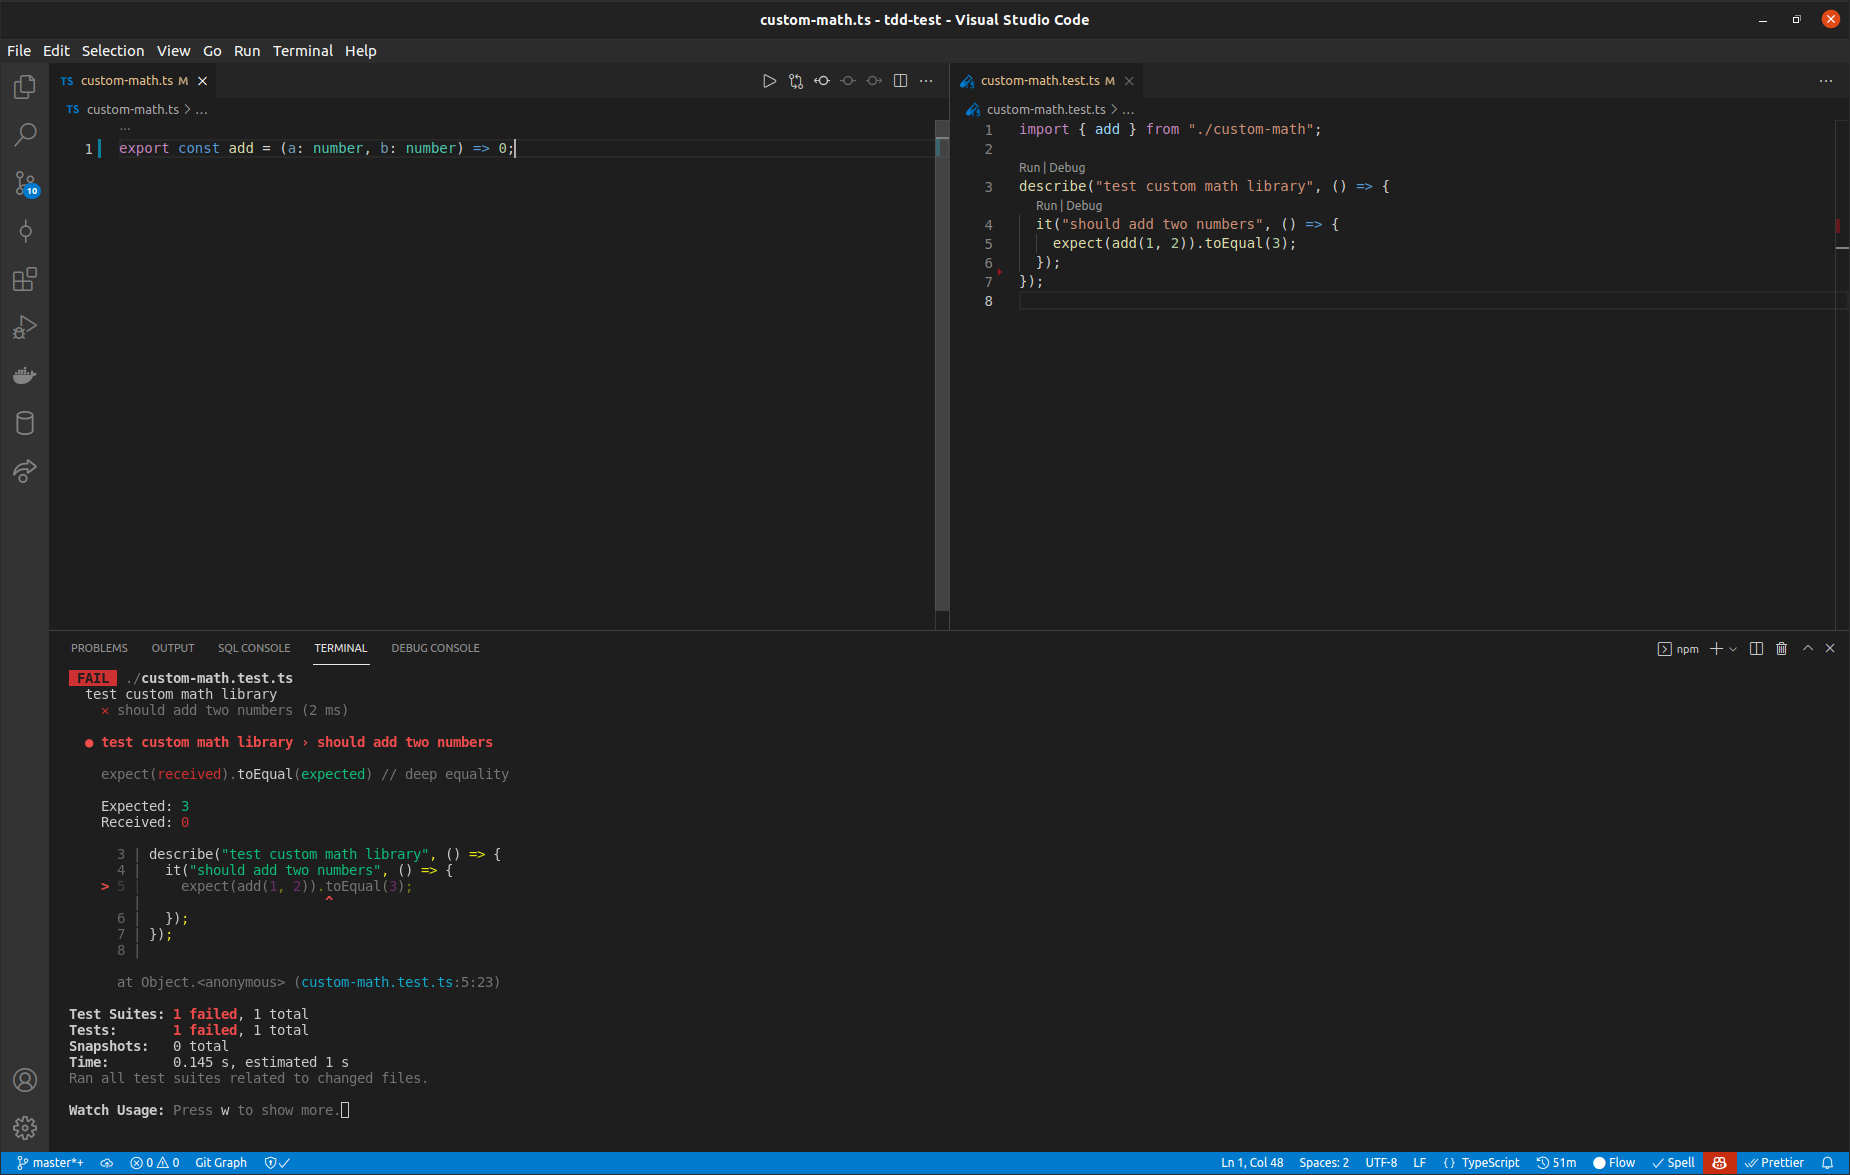 custom-math.ts - tdd-test - Visual Studio Code
File Edit Selection View Go Run Terminal Help
TS custom-math.ts M
TS custom-math.ts > ...
...
1 export const add = (a: number, b: number) => 0;
10
custom-math.test.ts M
custom-math.test.ts > ...
1 import { add } from "./custom-math";
2
Run | Debug
3 describe("test custom math library", () => {
Run | Debug
4 it("should add two numbers", () => {
5 expect(add(1, 2)).toEqual(3);
6 });
7 });
8
PROBLEMS OUTPUT SQL CONSOLE TERMINAL DEBUG CONSOLE
npm
FAIL ./custom-math.test.ts
test custom math library
✕ should add two numbers (2 ms)
● test custom math library › should add two numbers
expect(received).toEqual(expected) // deep equality
Expected: 3
Received: 0
3 | describe("test custom math library", () => {
4 | it("should add two numbers", () => {
> 5 | expect(add(1, 2)).toEqual(3);
| ^
6 | });
7 | });
8 |
at Object.<anonymous> (custom-math.test.ts:5:23)
Test Suites: 1 failed, 1 total
Tests: 1 failed, 1 total
Snapshots: 0 total
Time: 0.145 s, estimated 1 s
Ran all test suites related to changed files.
Watch Usage: Press w to show more.
master*+ 0 0 Git Graph Ln 1, Col 48 Spaces: 2 UTF-8 LF {} TypeScript 51m Flow Spell Prettier